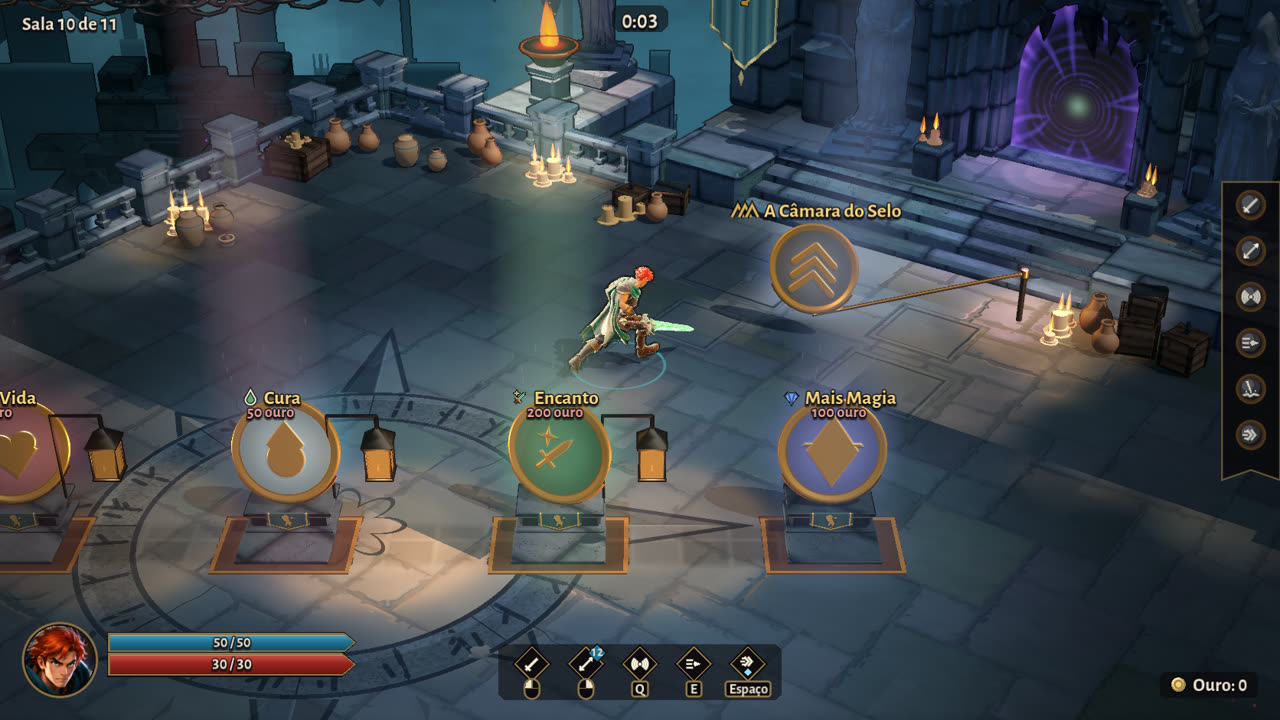 Sala 10 de 11
0:03
A Câmara do Selo
Vida
Cura
50 ouro
Encanto
200 ouro
Mais Magia
100 ouro
50/50
30/30
12
Q
E
Espaço
Ouro: 0